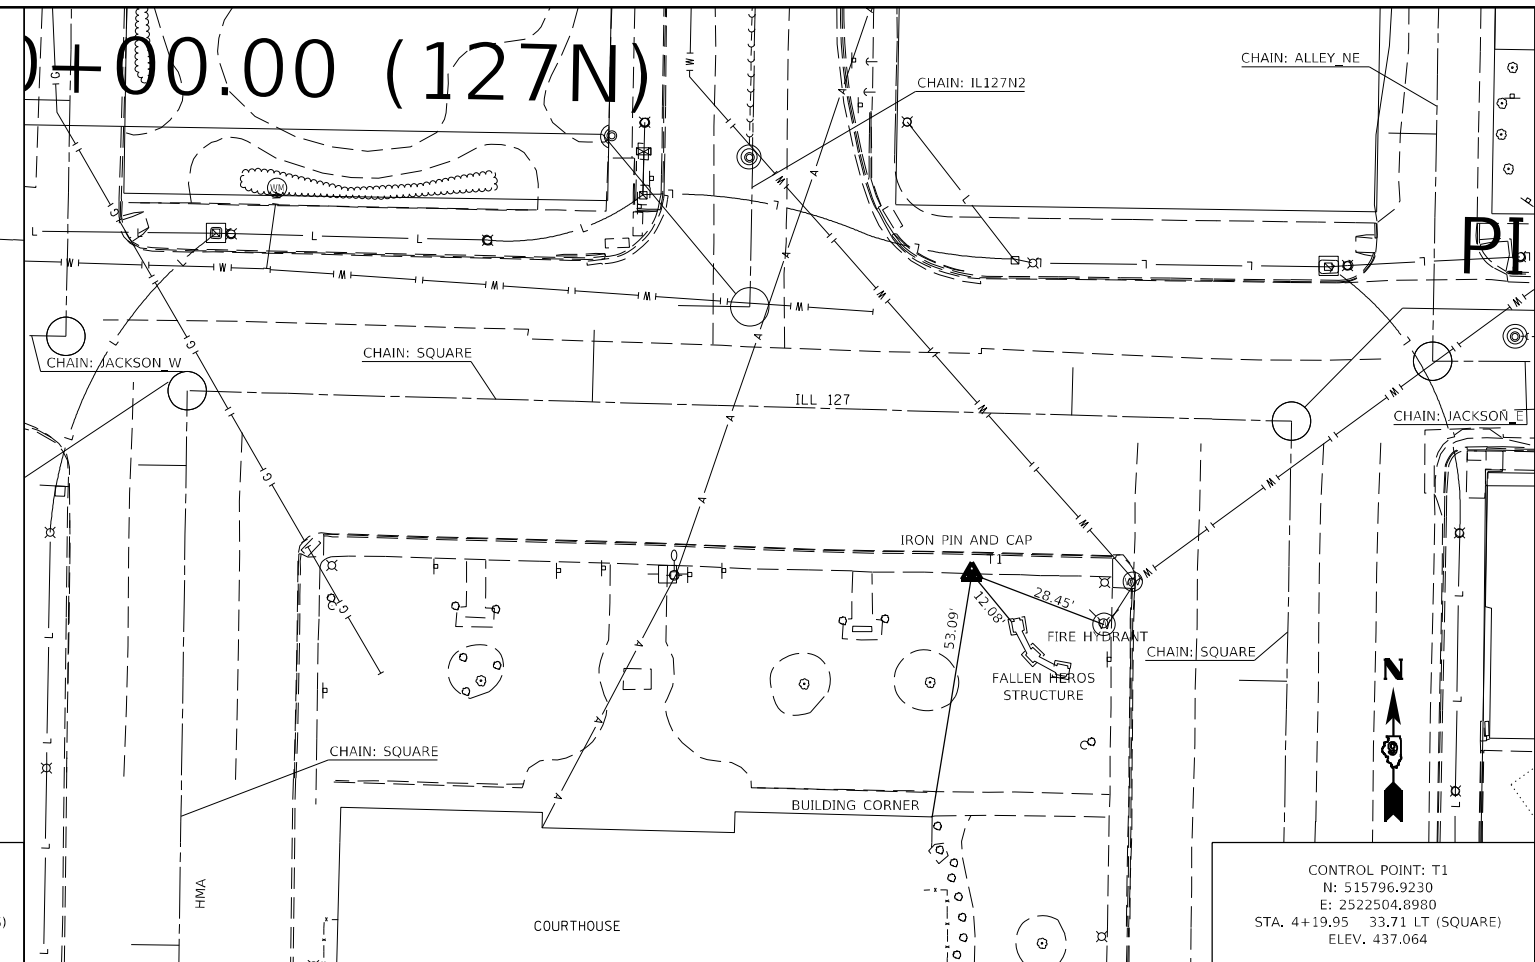 0+00.00 (127N)
CHAIN: IL127N2
CHAIN: ALLEY_NE
WM
PI
CHAIN: JACKSON_W
CHAIN: SQUARE
ILL 127
CHAIN: JACKSON_E
IRON PIN AND CAP
T1
28.45'
12.08'
53.09'
FIRE HYDRANT
CHAIN: SQUARE
FALLEN HEROS
STRUCTURE
N
CHAIN: SQUARE
BUILDING CORNER
HMA
COURTHOUSE
CONTROL POINT: T1
N: 515796.9230
E: 2522504.8980
STA. 4+19.95 33.71 LT (SQUARE)
ELEV. 437.064